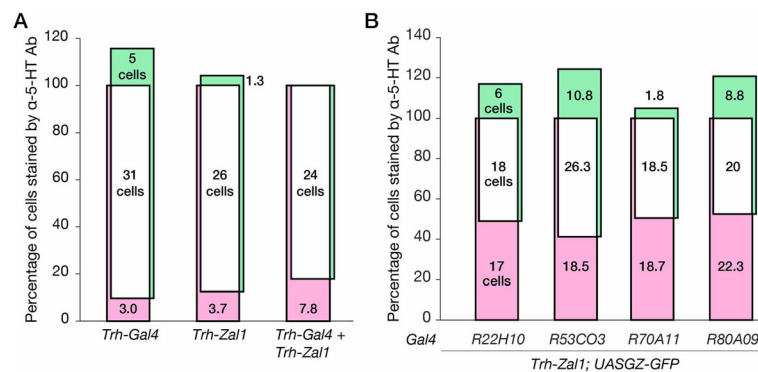 A
Percentage of cells stained by α-5-HT Ab
120
100
80
60
40
20
0
5
cells
1.3
31
cells
26
cells
24
cells
3.0
3.7
7.8
Trh-Gal4
Trh-Zal1
Trh-Gal4 +
Trh-Zal1
B
Percentage of cells stained by α-5-HT Ab
140
120
100
80
60
40
20
0
6
cells
10.8
1.8
8.8
18
cells
26.3
18.5
20
17
cells
18.5
18.7
22.3
Gal4
R22H10
R53CO3
R70A11
R80A09
Trh-Zal1; UASGZ-GFP